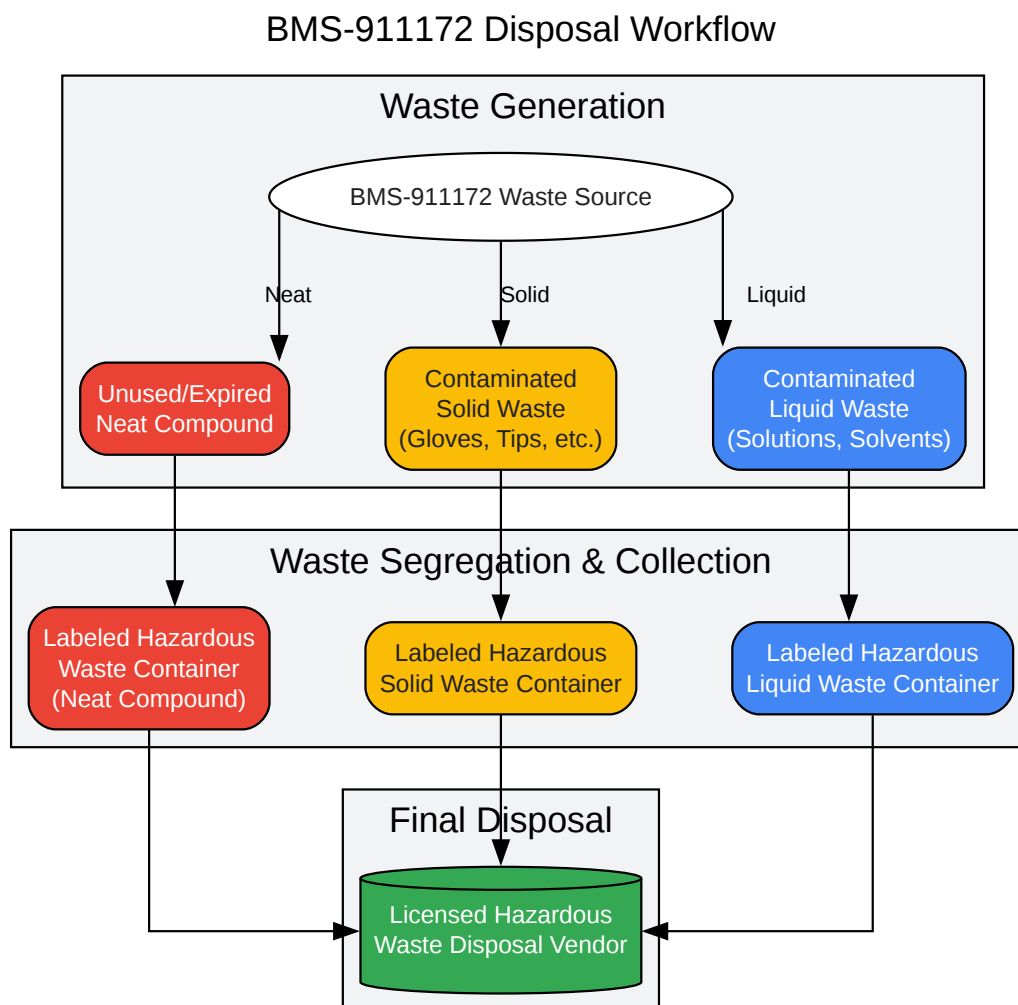 BMS-911172 Disposal Workflow
Waste Generation
BMS-911172 Waste Source
Neat
Solid
Liquid
Unused/Expired
Neat Compound
Contaminated
Solid Waste
(Gloves, Tips, etc.)
Contaminated
Liquid Waste
(Solutions, Solvents)
Waste Segregation & Collection
Labeled Hazardous
Waste Container
(Neat Compound)
Labeled Hazardous
Solid Waste Container
Labeled Hazardous
Liquid Waste Container
Final Disposal
Licensed Hazardous
Waste Disposal Vendor